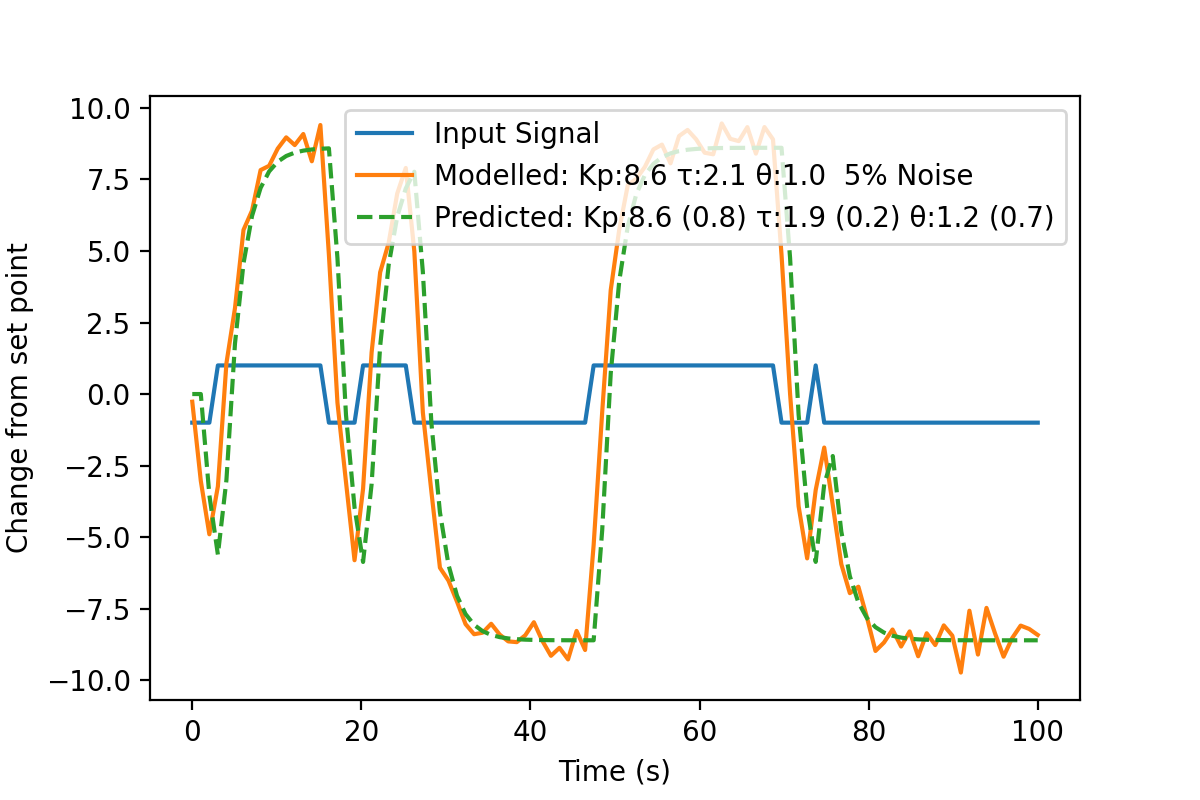 Input Signal
Modelled: Kp:8.6 τ:2.1 θ:1.0  5% Noise
Predicted: Kp:8.6 (0.8) τ:1.9 (0.2) θ:1.2 (0.7)
Change from set point
10.0
7.5
5.0
2.5
0.0
−2.5
−5.0
−7.5
−10.0
0 20 40 60 80 100
Time (s)